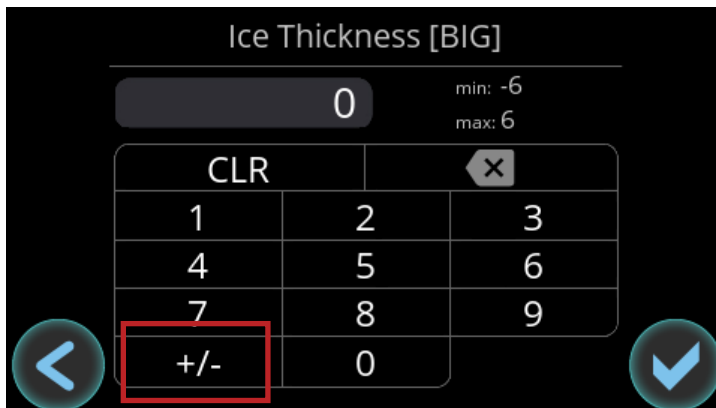 Ice Thickness [BIG]
0
min: -6
max: 6
CLR
1 2 3
4 5 6
7 8 9
+/- 0